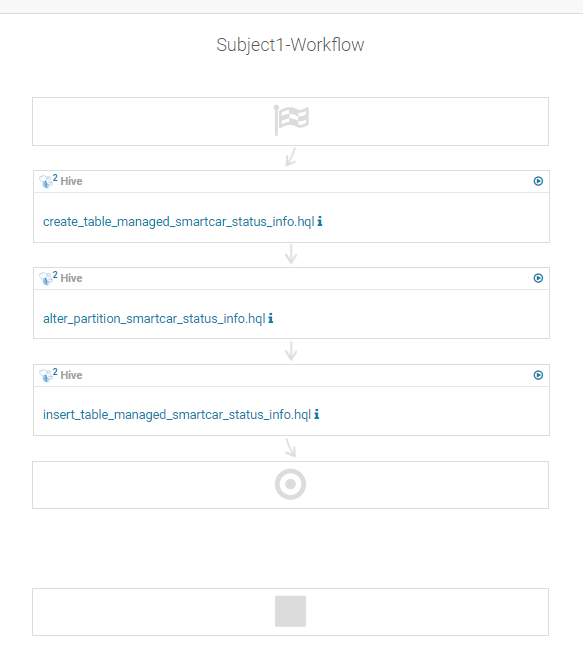 Subject1-Workflow
2 Hive
create_table_managed_smartcar_status_info.hql i
2 Hive
alter_partition_smartcar_status_info.hql i
2 Hive
insert_table_managed_smartcar_status_info.hql i